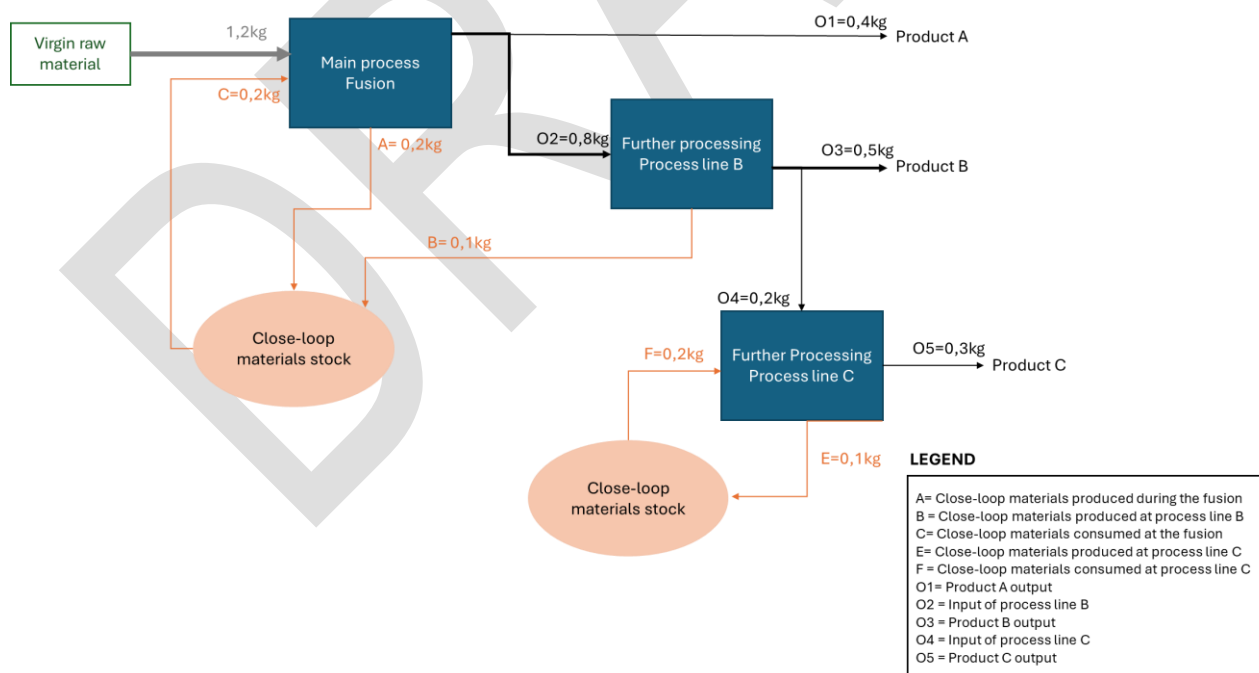 1,2kg
Virgin raw
material
Main process
Fusion
C=0,2kg
A= 0,2kg
O1=0,4kg
Product A
O2=0,8kg
Further processing
Process line B
O3=0,5kg
Product B
B= 0,1kg
O4=0,2kg
Close-loop
materials stock
F=0,2kg
Further Processing
Process line C
O5=0,3kg
Product C
E=0,1kg
Close-loop
materials stock
LEGEND
A= Close-loop materials produced during the fusion
B = Close-loop materials produced at process line B
C= Close-loop materials consumed at the fusion
E= Close-loop materials produced at process line C
F = Close-loop materials consumed at process line C
O1= Product A output
O2 = Input of process line B
O3 = Product B output
O4 = Input of process line C
O5 = Product C output